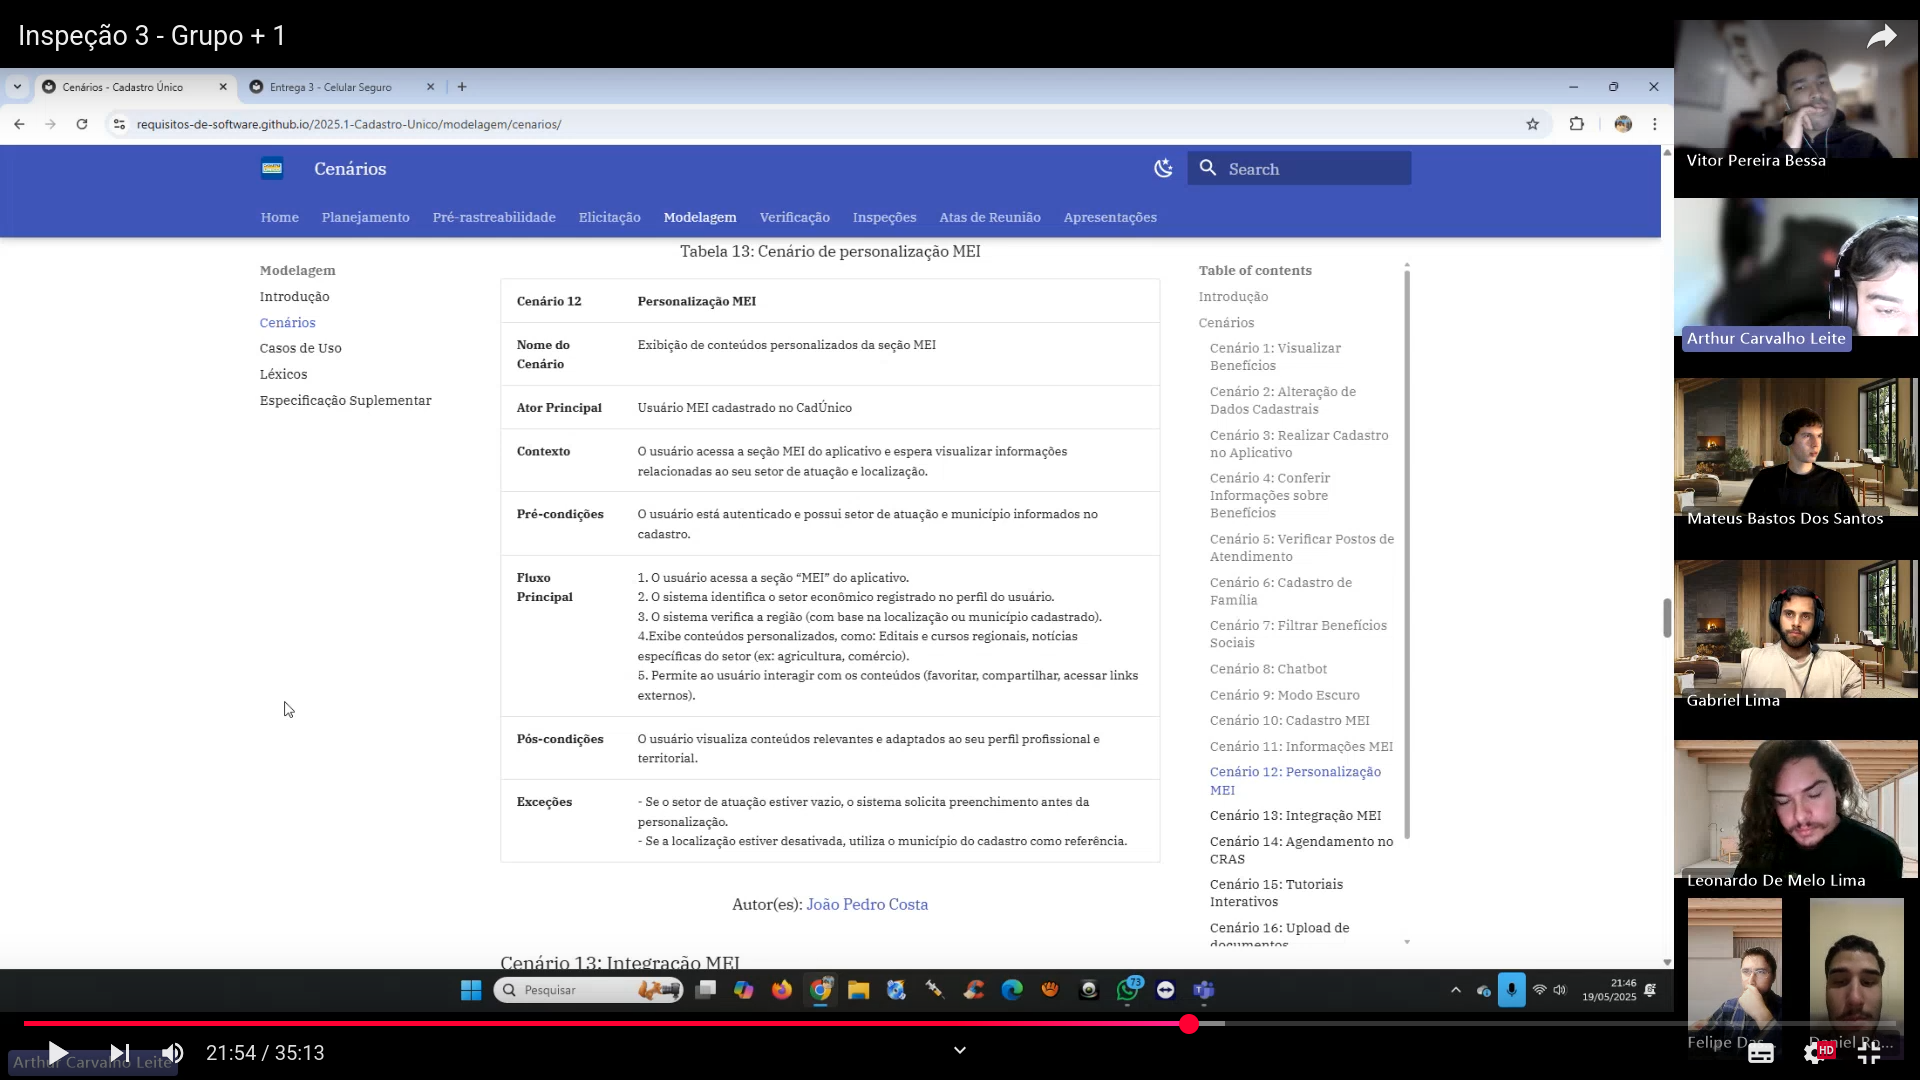 Inspeção 3 - Grupo + 1
Cenários - Cadastro Único
Entrega 3 - Celular Seguro
requisitos-de-software.github.io/2025.1-Cadastro-Unico/modelagem/cenarios/
Cenários
Search
Home Planejamento Pré-rastreabilidade Elicitação Modelagem Verificação Inspeções Atas de Reunião Apresentações
Modelagem
Introdução
Cenários
Casos de Uso
Léxicos
Especificação Suplementar
Tabela 13: Cenário de personalização MEI
Cenário 12 Personalização MEI
Nome do Cenário Exibição de conteúdos personalizados da seção MEI
Ator Principal Usuário MEI cadastrado no CadÚnico
Contexto O usuário acessa a seção MEI do aplicativo e espera visualizar informações
relacionadas ao seu setor de atuação e localização.
Pré-condições O usuário está autenticado e possui setor de atuação e município informados no
cadastro.
Fluxo Principal
1. O usuário acessa a seção “MEI” do aplicativo.
2. O sistema identifica o setor econômico registrado no perfil do usuário.
3. O sistema verifica a região (com base na localização ou município cadastrado).
4.Exibe conteúdos personalizados, como: Editais e cursos regionais, notícias
específicas do setor (ex: agricultura, comércio).
5. Permite ao usuário interagir com os conteúdos (favoritar, compartilhar, acessar links
externos).
Pós-condições O usuário visualiza conteúdos relevantes e adaptados ao seu perfil profissional e
territorial.
Exceções - Se o setor de atuação estiver vazio, o sistema solicita preenchimento antes da
personalização.
- Se a localização estiver desativada, utiliza o município do cadastro como referência.
Autor(es): João Pedro Costa
Cenário 13: Integração MEI
Table of contents
Introdução
Cenários
Cenário 1: Visualizar
Benefícios
Cenário 2: Alteração de
Dados Cadastrais
Cenário 3: Realizar Cadastro
no Aplicativo
Cenário 4: Conferir
Informações sobre
Benefícios
Cenário 5: Verificar Postos de
Atendimento
Cenário 6: Cadastro de
Família
Cenário 7: Filtrar Benefícios
Sociais
Cenário 8: Chatbot
Cenário 9: Modo Escuro
Cenário 10: Cadastro MEI
Cenário 11: Informações MEI
Cenário 12: Personalização
MEI
Cenário 13: Integração MEI
Cenário 14: Agendamento no
CRAS
Cenário 15: Tutoriais
Interativos
Cenário 16: Upload de
documentos
Vitor Pereira Bessa
Arthur Carvalho Leite
Mateus Bastos Dos Santos
Gabriel Lima
Leonardo De Melo Lima
Felipe Das...
Daniel Ro...
Pesquisar
73
21:46
19/05/2025
21:54 / 35:13
Arthur Carvalho Leite
HD